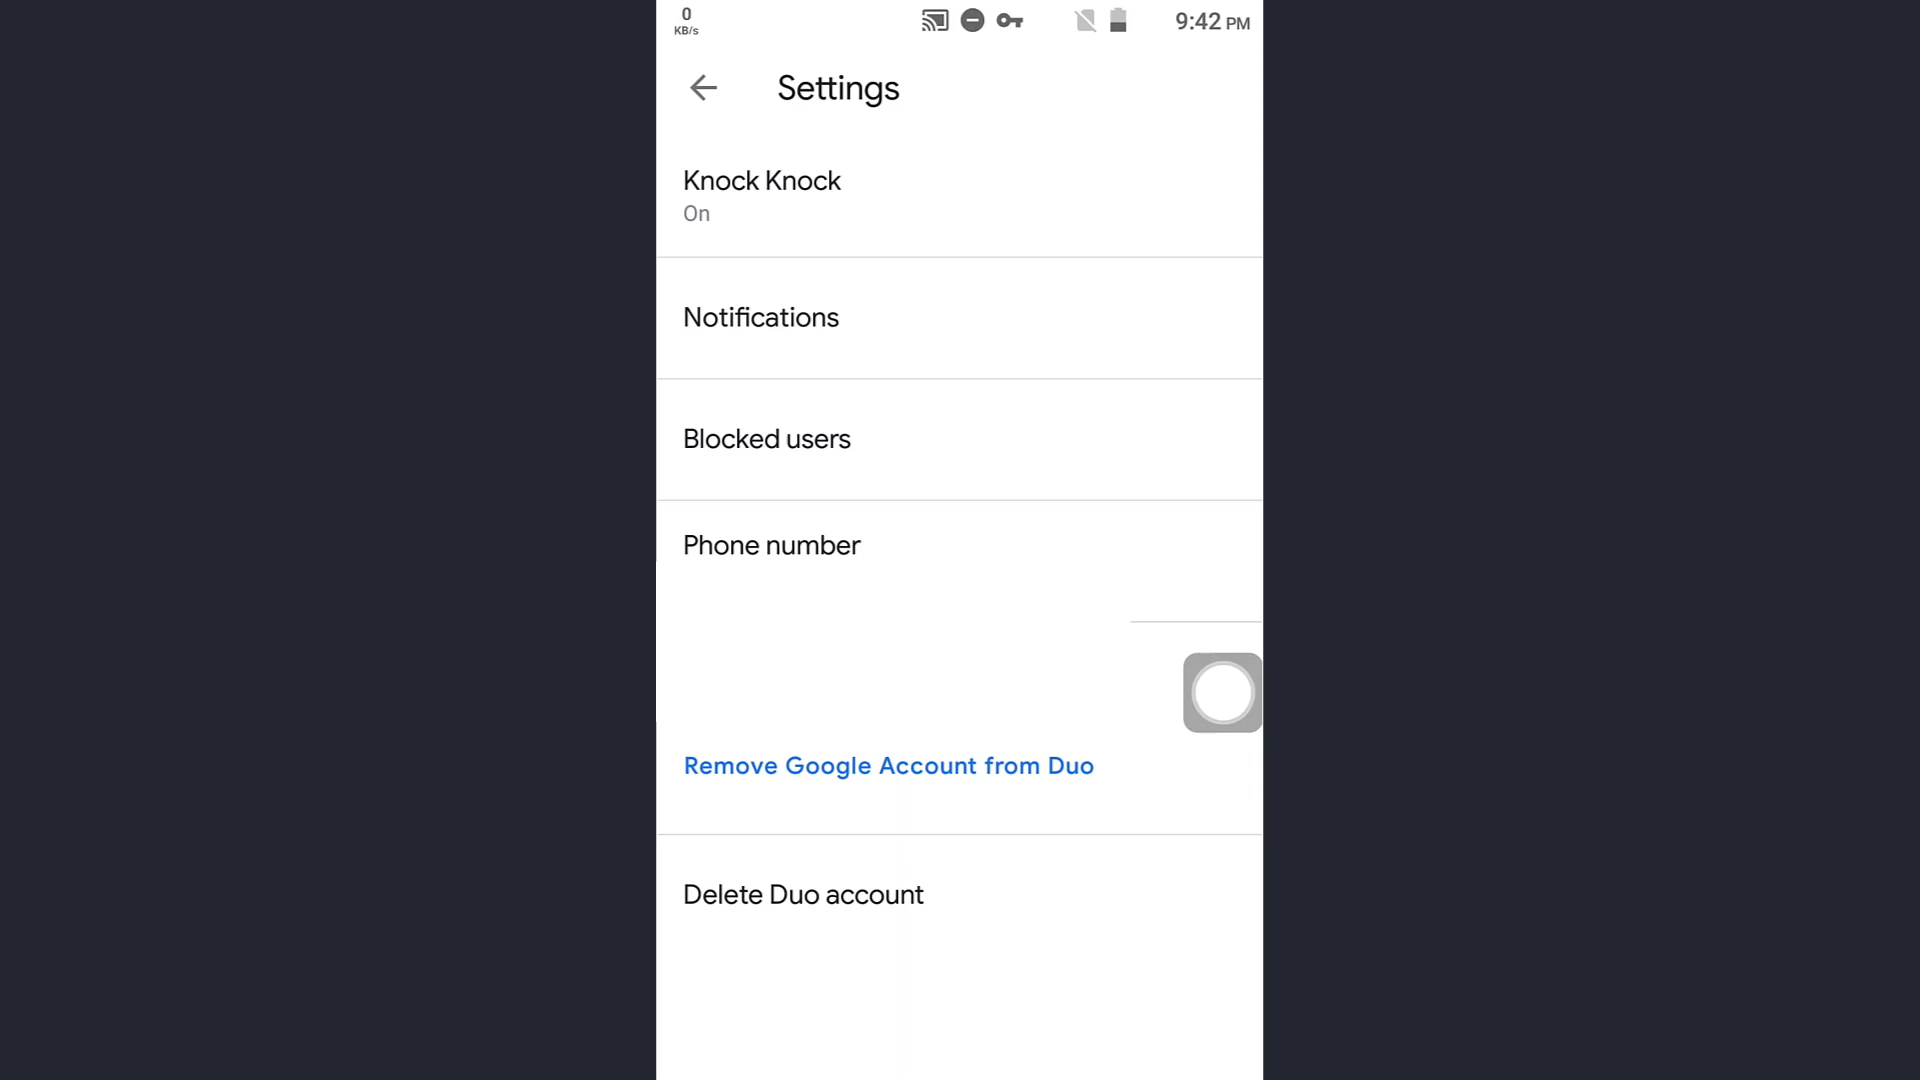 0
KB/s
9:42 PM
Settings
Knock Knock
On
Notifications
Blocked users
Phone number
Remove Google Account from Duo
Delete Duo account